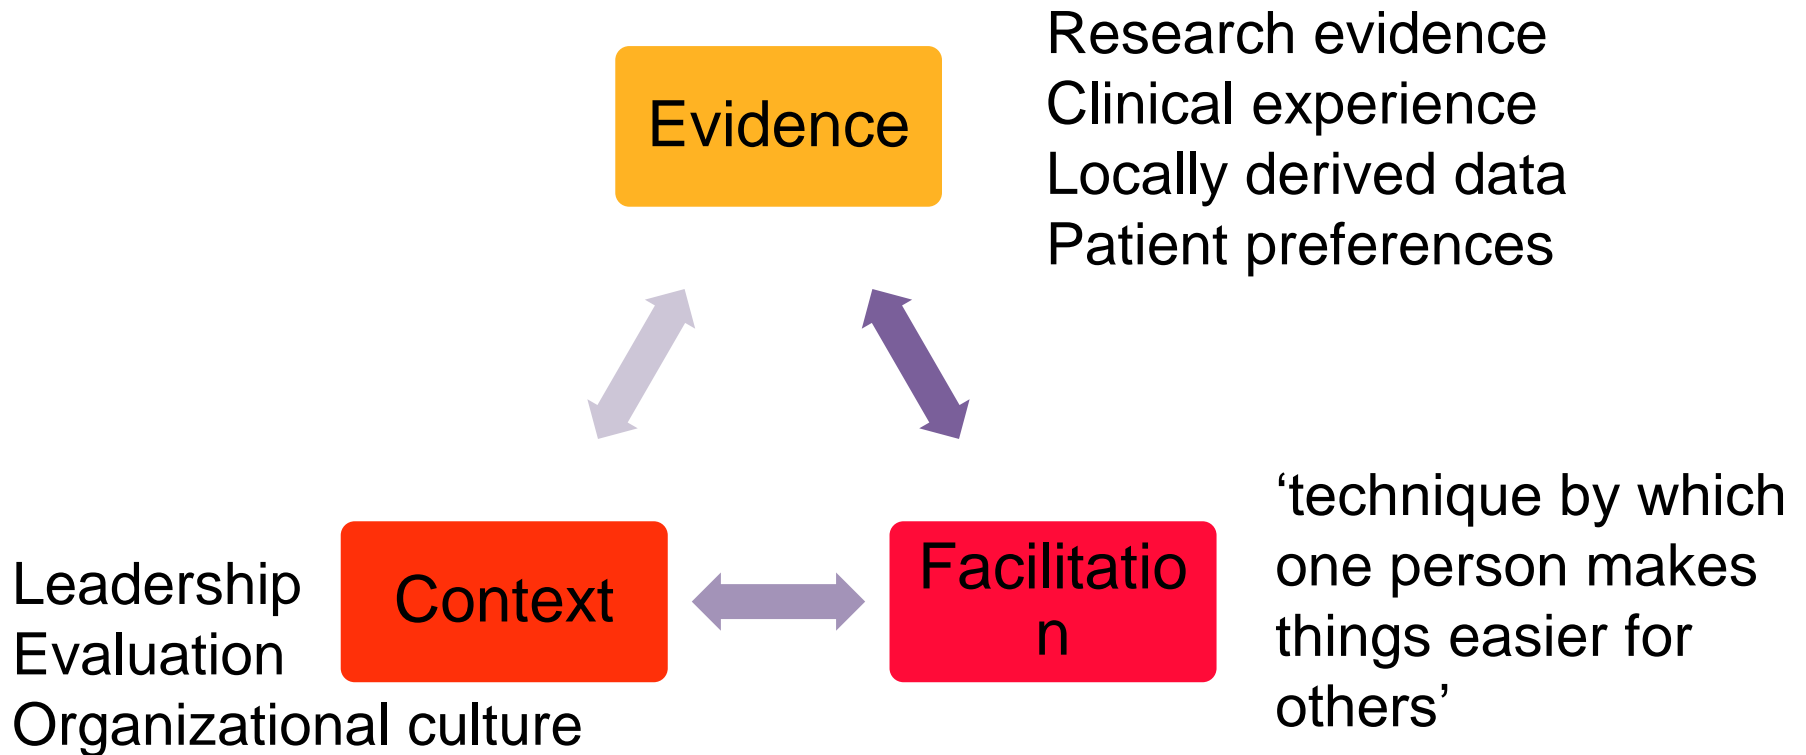 Evidence
Research evidence
Clinical experience
Locally derived data
Patient preferences
Leadership
Evaluation
Organizational culture
Context
Facilitatio
n
‘technique by which
one person makes
things easier for
others’